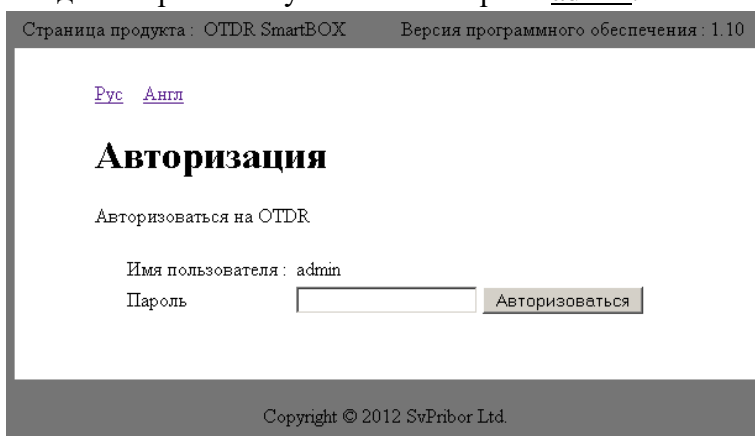 Страница продукта : OTDR SmartBOX Версия программного обеспечения : 1.10
Рус Англ
Авторизация
Авторизоваться на OTDR
Имя пользователя : admin
Пароль Авторизоваться
Copyright © 2012 SvPribor Ltd.